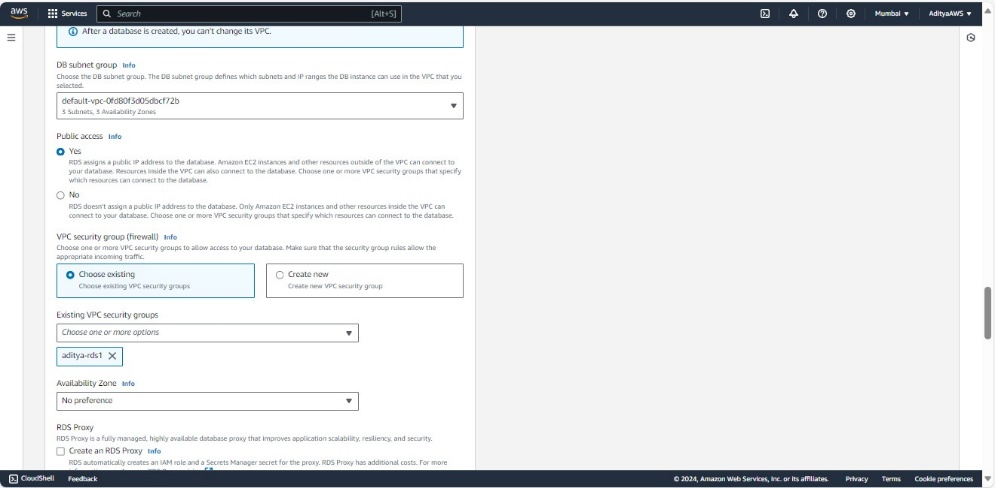 aws
Services
Search
[Alt+S]
Mumbai
AdityaAWS
After a database is created, you can't change its VPC.
DB subnet group Info
Choose the DB subnet group. The DB subnet group defines which subnets and IP ranges the DB instance can use in the VPC that you
selected.
default-vpc-0fd80f3d05dbcf72b
3 Subnets, 3 Availability Zones
Public access Info
Yes
RDS assigns a public IP address to the database. Amazon EC2 instances and other resources outside of the VPC can connect to
your database. Resources inside the VPC can also connect to the database. Choose one or more VPC security groups that specify
which resources can connect to the database.
No
RDS doesn't assign a public IP address to the database. Only Amazon EC2 instances and other resources inside the VPC can
connect to your database. Choose one or more VPC security groups that specify which resources can connect to the database.
VPC security group (firewall) Info
Choose one or more VPC security groups to allow access to your database. Make sure that the security group rules allow the
appropriate incoming traffic.
Choose existing
Choose existing VPC security groups
Create new
Create new VPC security group
Existing VPC security groups
Choose one or more options
aditya-rds1
Availability Zone Info
No preference
RDS Proxy
RDS Proxy is a fully managed, highly available database proxy that improves application scalability, resiliency, and security.
Create an RDS Proxy Info
RDS automatically creates an IAM role and a Secrets Manager secret for the proxy. RDS Proxy has additional costs. For more
CloudShell
Feedback
© 2024, Amazon Web Services, Inc. or its affiliates.
Privacy
Terms
Cookie preferences